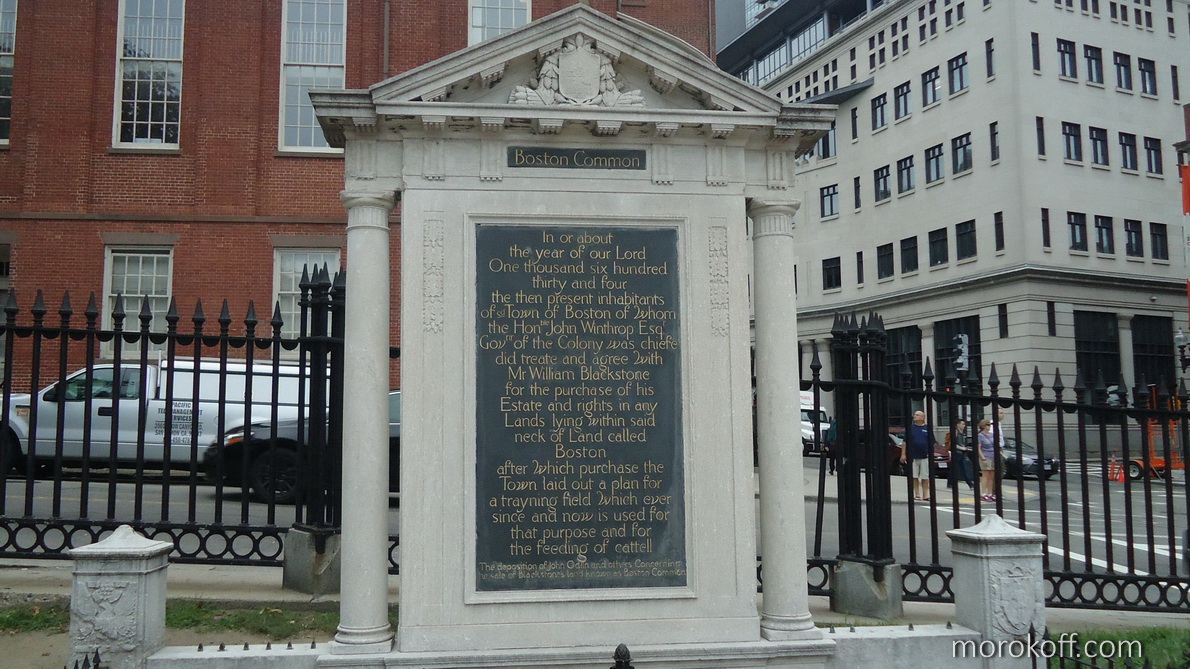 Boston Common
In or about
the year of our Lord
One thousand six hundred
thirty and four
the then present inhabitants
of yᵉ Town of Boston of Whom
the Honᵇˡᵉ John Winthrop Esqʳ
Govⁿʳ of the Colony was chiefe
did treate and agree With
Mr William Blackstone
for the purchase of his
Estate and rights in any
Lands lying within said
neck of Land called
Boston
after Which purchase the
Town laid out a plan for
a trayning field Which ever
since and now is used for
that purpose and for
the feeding of cattell
The deposition of John Odlin and others Concerning
sale of Blackstone's land known as Boston Common
PACIFIC
MANAGEMENT
SERVICES
morokoff.com